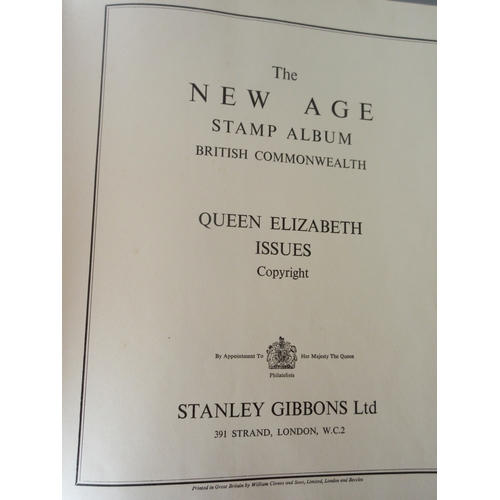 The
NEW AGE
STAMP ALBUM
BRITISH COMMONWEALTH
QUEEN ELIZABETH
ISSUES
Copyright
By Appointment To Her Majesty The Queen
Philatelists
STANLEY GIBBONS Ltd
391 STRAND, LONDON, W.C.2
Printed in Great Britain by William Clowes and Sons, Limited, London and Beccles